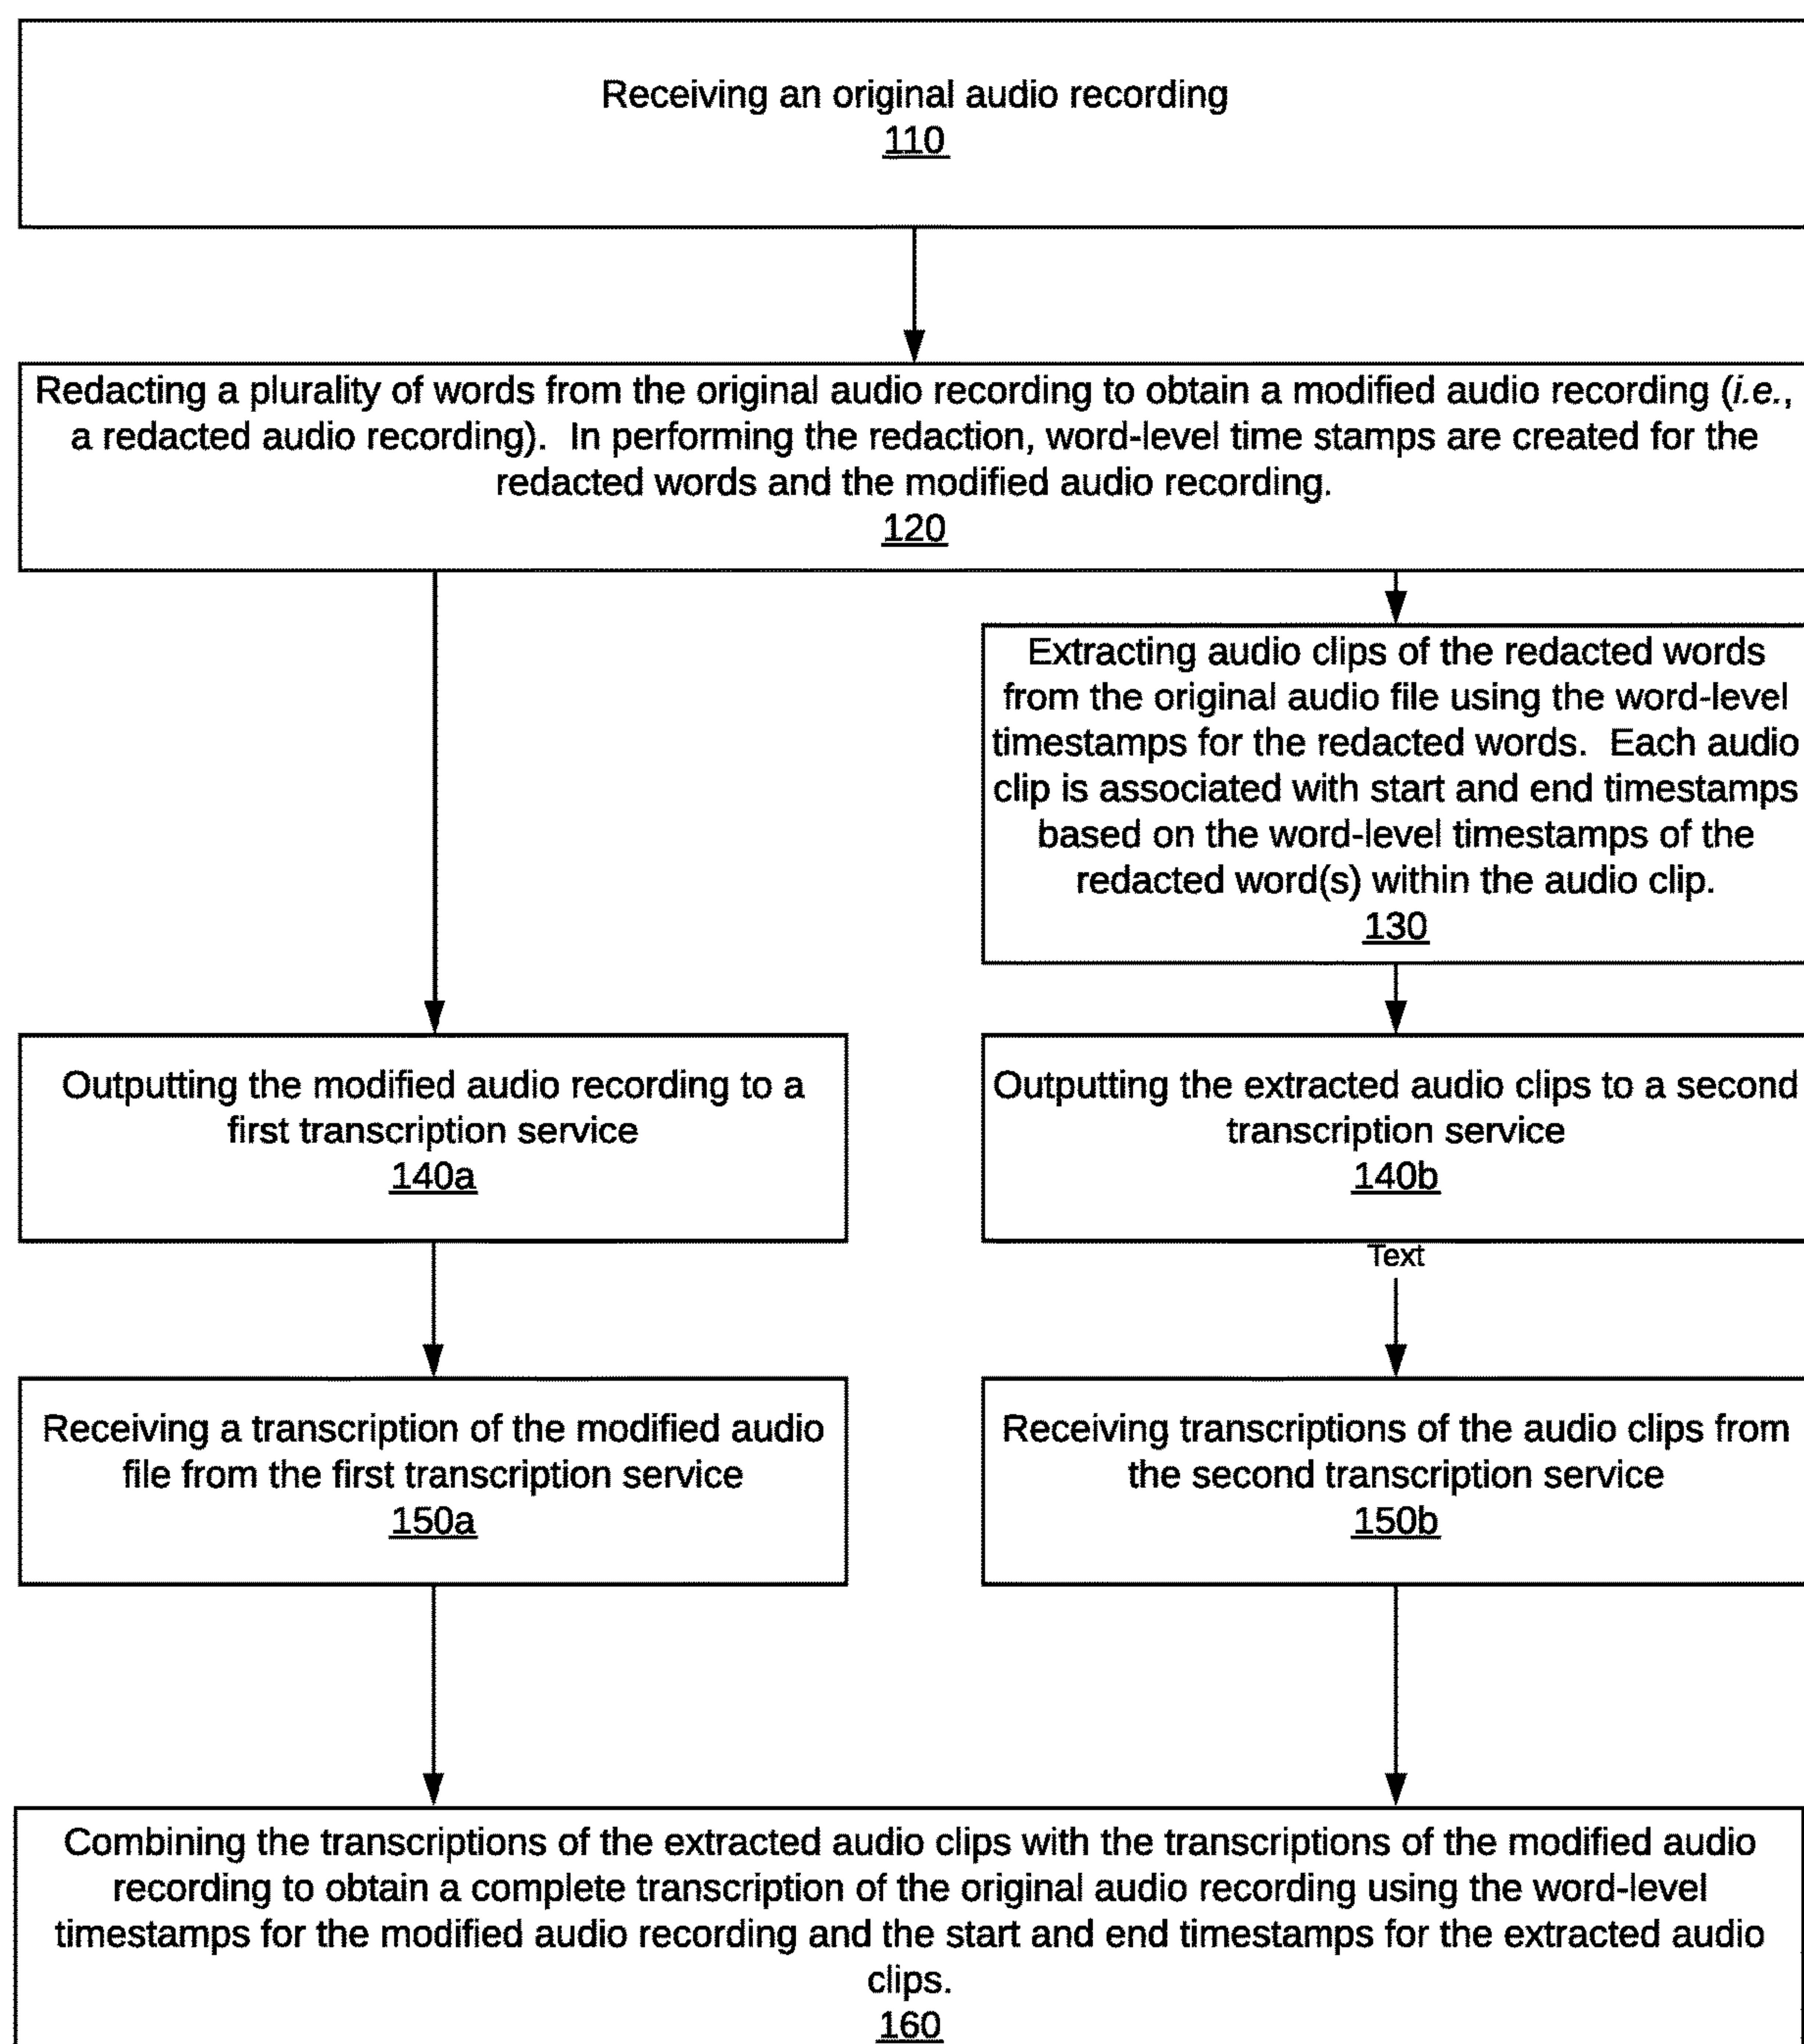 Receiving an original audio recording
110
Redacting a plurality of words from the original audio recording to obtain a modified audio recording (i.e.,
a redacted audio recording).  In performing the redaction, word-level time stamps are created for the
redacted words and the modified audio recording.
120
Extracting audio clips of the redacted words
from the original audio file using the word-level
timestamps for the redacted words.  Each audio
clip is associated with start and end timestamps
based on the word-level timestamps of the
redacted word(s) within the audio clip.
130
Outputting the modified audio recording to a
first transcription service
140a
Outputting the extracted audio clips to a second
transcription service
140b
Text
Receiving a transcription of the modified audio
file from the first transcription service
150a
Receiving transcriptions of the audio clips from
the second transcription service
150b
Combining the transcriptions of the extracted audio clips with the transcriptions of the modified audio
recording to obtain a complete transcription of the original audio recording using the word-level
timestamps for the modified audio recording and the start and end timestamps for the extracted audio
clips.
160